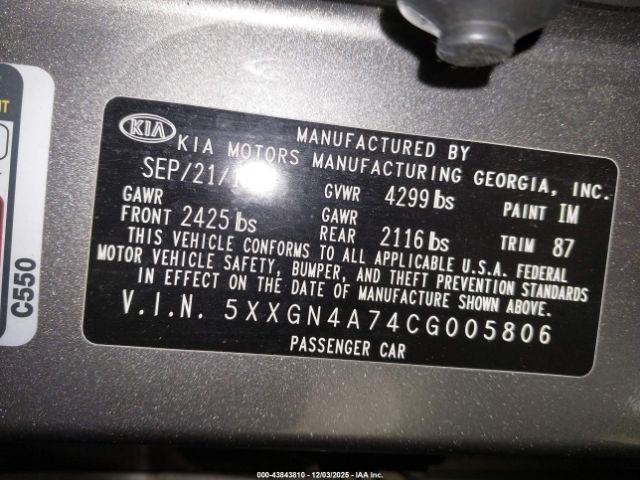 KIA
MANUFACTURED BY
KIA MOTORS MANUFACTURING GEORGIA, INC.
SEP/21/
GVWR 4299 lbs
PAINT IM
GAWR
FRONT 2425 lbs
GAWR
REAR 2116 lbs
TRIM 87
THIS VEHICLE CONFORMS TO ALL APPLICABLE U.S.A. FEDERAL
MOTOR VEHICLE SAFETY, BUMPER, AND THEFT PREVENTION STANDARDS
IN EFFECT ON THE DATE OF MANUFACTURE SHOWN ABOVE.
V.I.N. 5XXGN4A74CG005806
PASSENGER CAR
C550
000-43843810 - 12/03/2025 - IAA Inc.